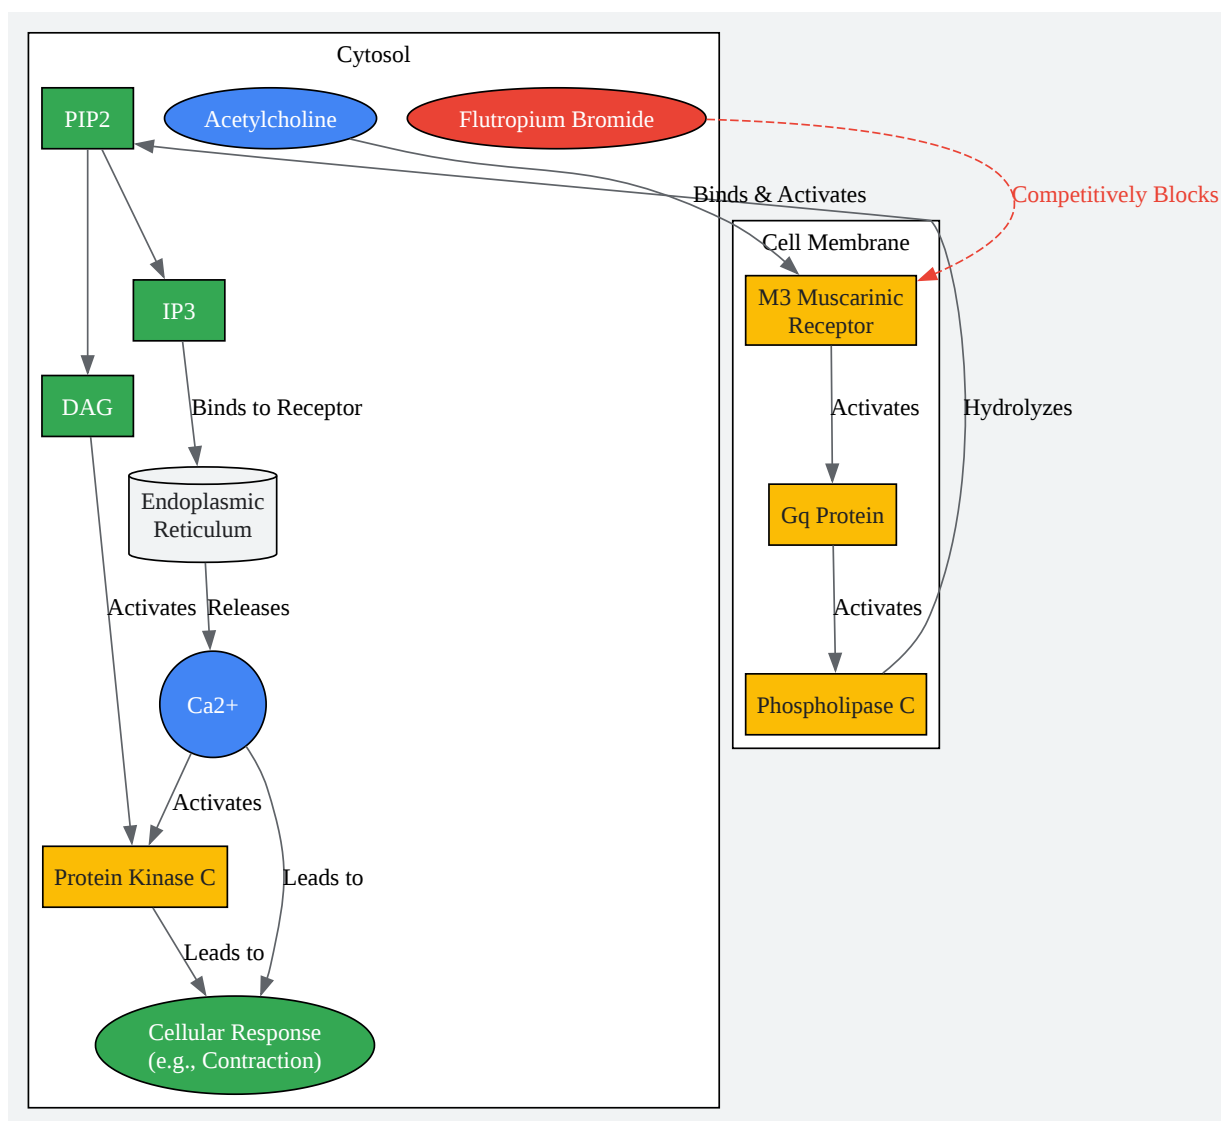 Cytosol
PIP2
Acetylcholine
Flutropium Bromide
Binds & Activates
Competitively Blocks
Cell Membrane
M3 Muscarinic
Receptor
IP3
DAG
Binds to Receptor
Activates
Hydrolyzes
Endoplasmic
Reticulum
Gq Protein
Activates
Releases
Activates
Ca2+
Phospholipase C
Activates
Protein Kinase C
Leads to
Leads to
Cellular Response
(e.g., Contraction)